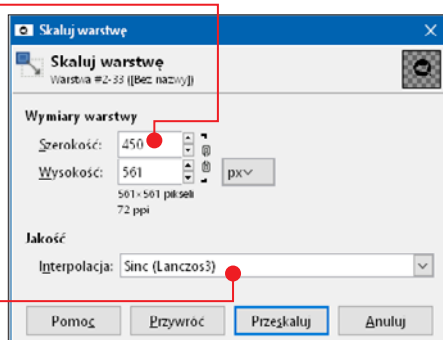 Skaluj warstwę
Skaluj warstwę
Warstwa #2-33 ([Bez nazwy])
Wymiary warstwy
Szerokość: 450
Wysokość: 561 px
561×561 pikseli
72 ppi
Jakość
Interpolacja: Sinc (Lanczos3)
Pomoc Przywróć Przeskaluj Anuluj